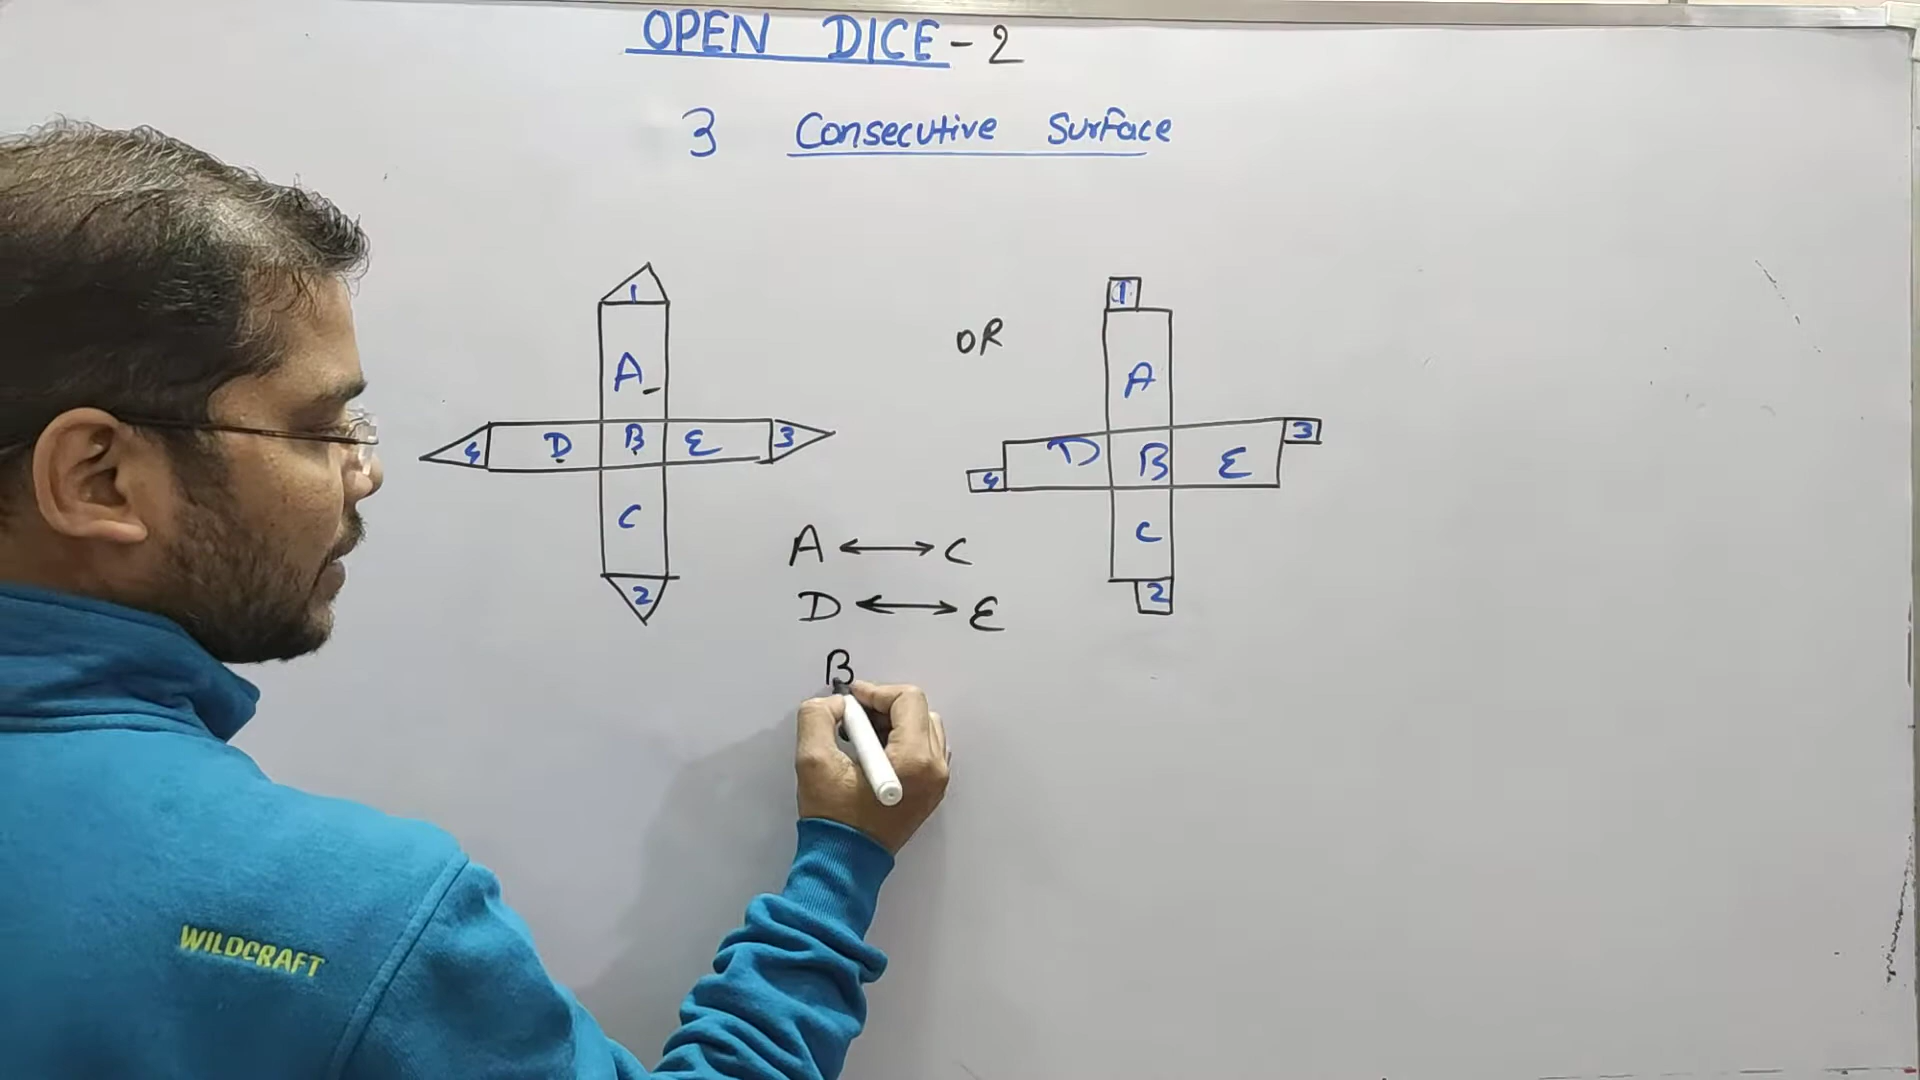 OPEN DICE-2
3 Consecutive Surface
1
A
4 D B E 3
C
2
OR
1
A
D B E 3
4
C
2
A ↔ C
D ↔ E
B
WILDCRAFT